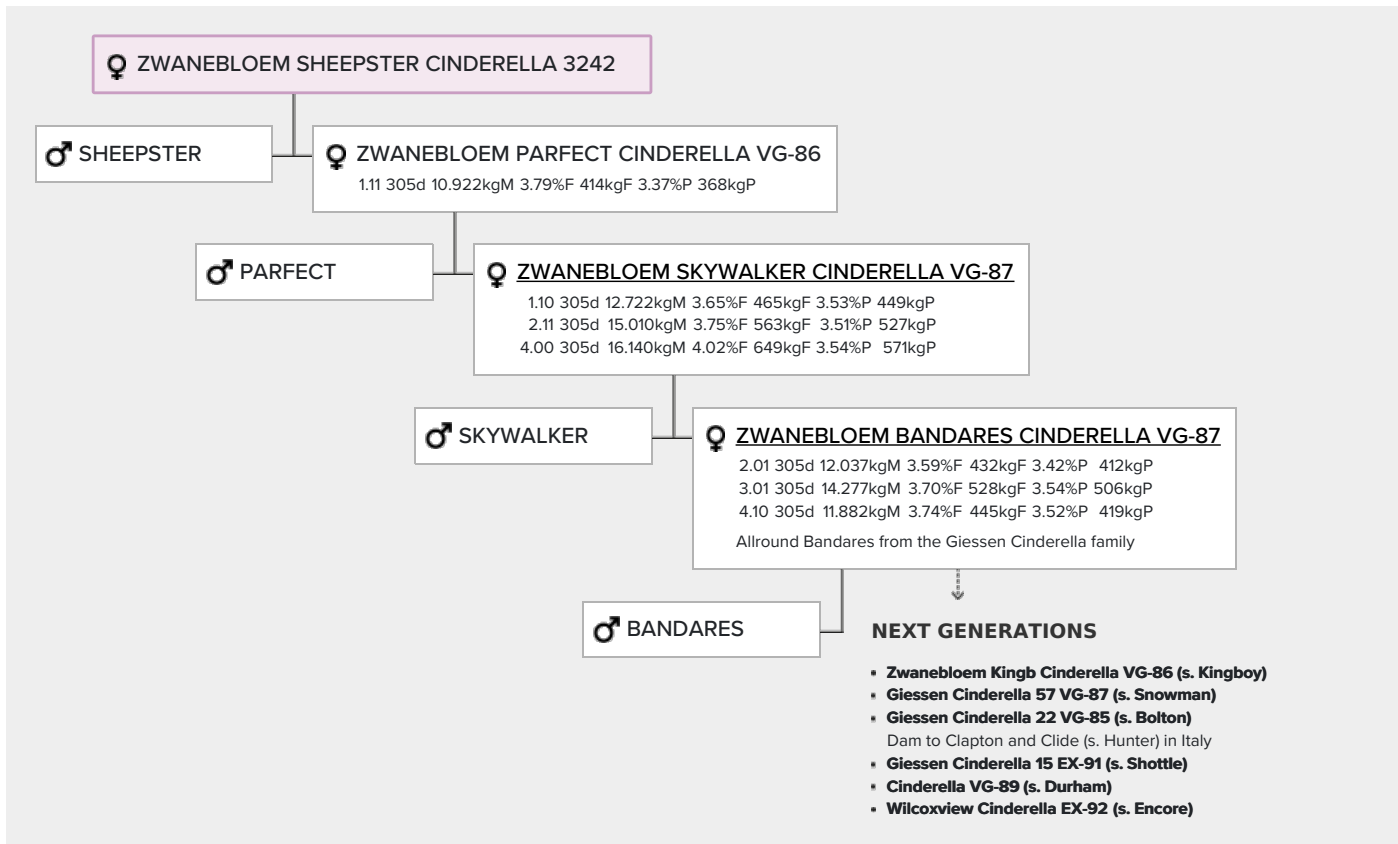 ZWANEBLOEM SHEEPSTER CINDERELLA 3242
SHEEPSTER
ZWANEBLOEM PARFECT CINDERELLA VG-86
1.11 305d 10.922kgM 3.79%F 414kgF 3.37%P 368kgP
PARFECT
ZWANEBLOEM SKYWALKER CINDERELLA VG-87
1.10 305d 12.722kgM 3.65%F 465kgF 3.53%P 449kgP
2.11 305d 15.010kgM 3.75%F 563kgF 3.51%P 527kgP
4.00 305d 16.140kgM 4.02%F 649kgF 3.54%P 571kgP
SKYWALKER
ZWANEBLOEM BANDARES CINDERELLA VG-87
2.01 305d 12.037kgM 3.59%F 432kgF 3.42%P 412kgP
3.01 305d 14.277kgM 3.70%F 528kgF 3.54%P 506kgP
4.10 305d 11.882kgM 3.74%F 445kgF 3.52%P 419kgP
Allround Bandares from the Giessen Cinderella family
BANDARES
NEXT GENERATIONS
▪ Zwanebloem Kingb Cinderella VG-86 (s. Kingboy)
▪ Giessen Cinderella 57 VG-87 (s. Snowman)
▪ Giessen Cinderella 22 VG-85 (s. Bolton)
Dam to Clapton and Clide (s. Hunter) in Italy
▪ Giessen Cinderella 15 EX-91 (s. Shottle)
▪ Cinderella VG-89 (s. Durham)
▪ Wilcoxview Cinderella EX-92 (s. Encore)